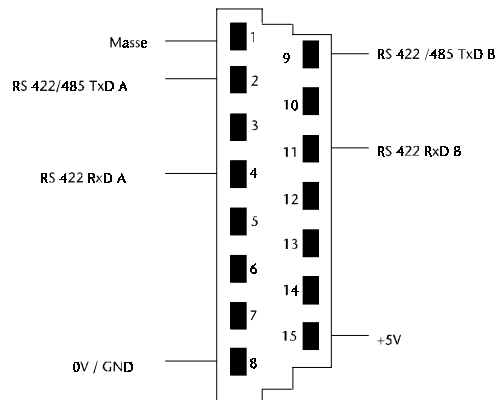 Masse
1
RS 422/485 TxD A
2
3
RS 422 RxD A
4
5
6
7
0V / GND
8
9
RS 422 /485 TxD B
10
11
RS 422 RxD B
12
13
14
15
+5V